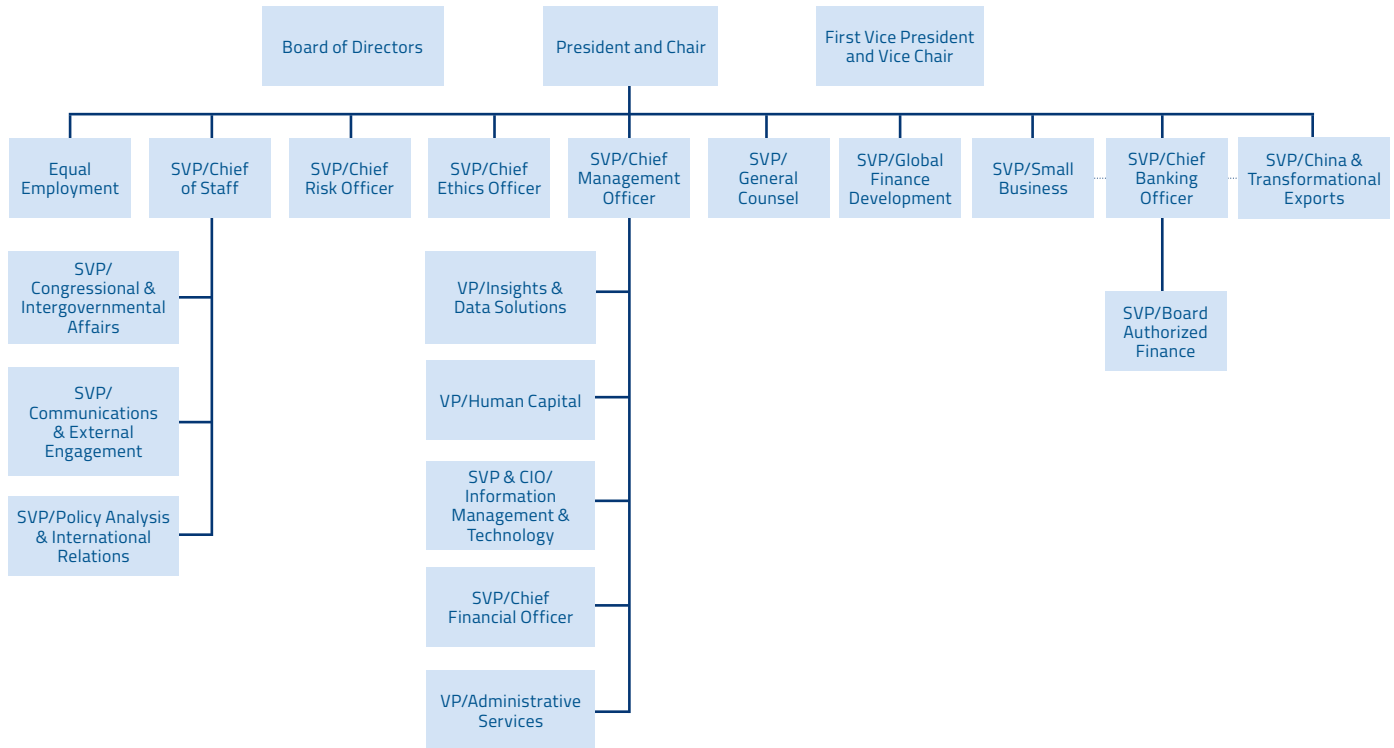 Board of Directors
President and Chair
First Vice President
and Vice Chair
Equal
Employment
SVP/Chief
of Staff
SVP/Chief
Risk Officer
SVP/Chief
Ethics Officer
SVP/Chief
Management
Officer
SVP/
General
Counsel
SVP/Global
Finance
Development
SVP/Small
Business
SVP/Chief
Banking
Officer
SVP/China &
Transformational
Exports
SVP/
Congressional &
Intergovernmental
Affairs
SVP/
Communications
& External
Engagement
SVP/Policy Analysis
& International
Relations
VP/Insights &
Data Solutions
VP/Human Capital
SVP & CIO/
Information
Management &
Technology
SVP/Chief
Financial Officer
VP/Administrative
Services
SVP/Board
Authorized
Finance